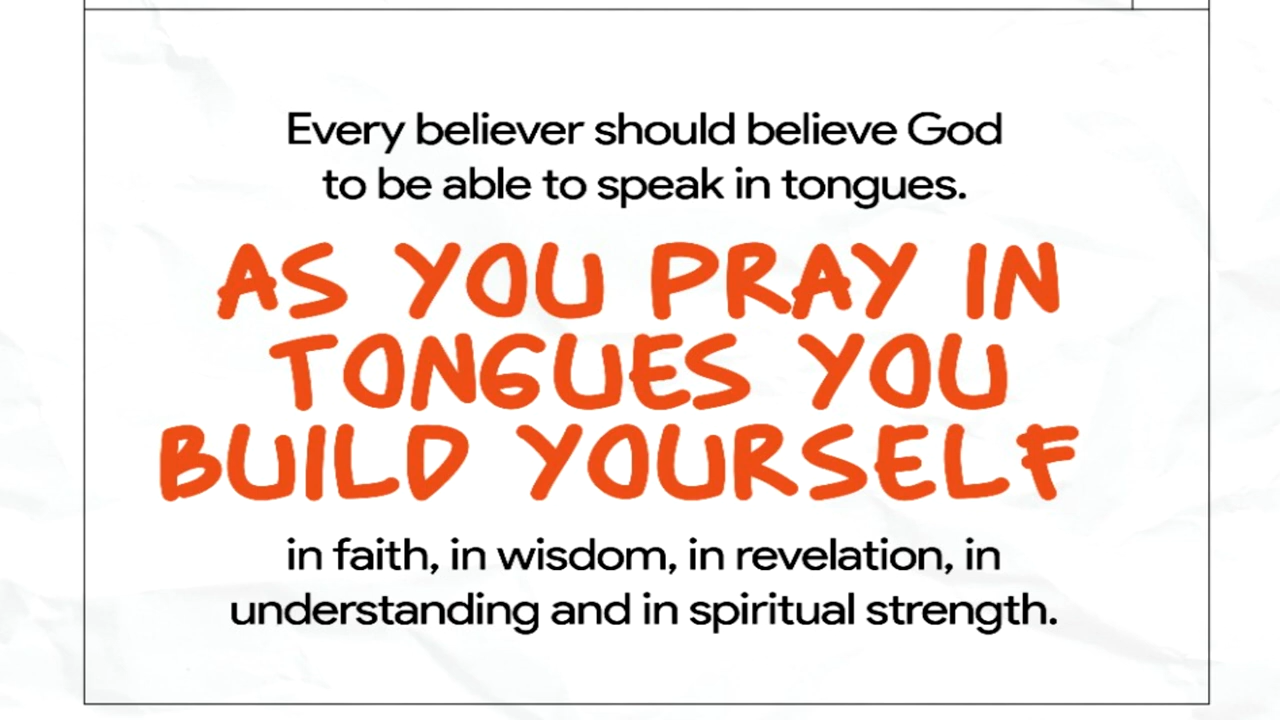 Every believer should believe God
to be able to speak in tongues.
AS YOU PRAY IN
TONGUES YOU
BUILD YOURSELF
in faith, in wisdom, in revelation, in
understanding and in spiritual strength.